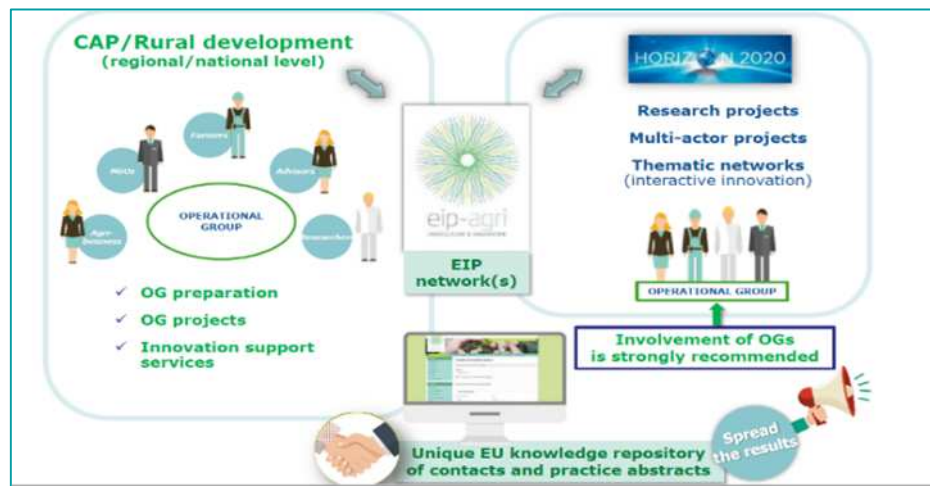 CAP/Rural development
(regional/national level)
Farmers
NGOs
Advisors
Agri-
business
Researchers
OPERATIONAL
GROUP
✓ OG preparation
✓ OG projects
✓ Innovation support
services
eip-agri
EIP
network(s)
HORIZON 2020
Research projects
Multi-actor projects
Thematic networks
(interactive innovation)
OPERATIONAL GROUP
Involvement of OGs
is strongly recommended
Unique EU knowledge repository
of contacts and practice abstracts
Spread
the results